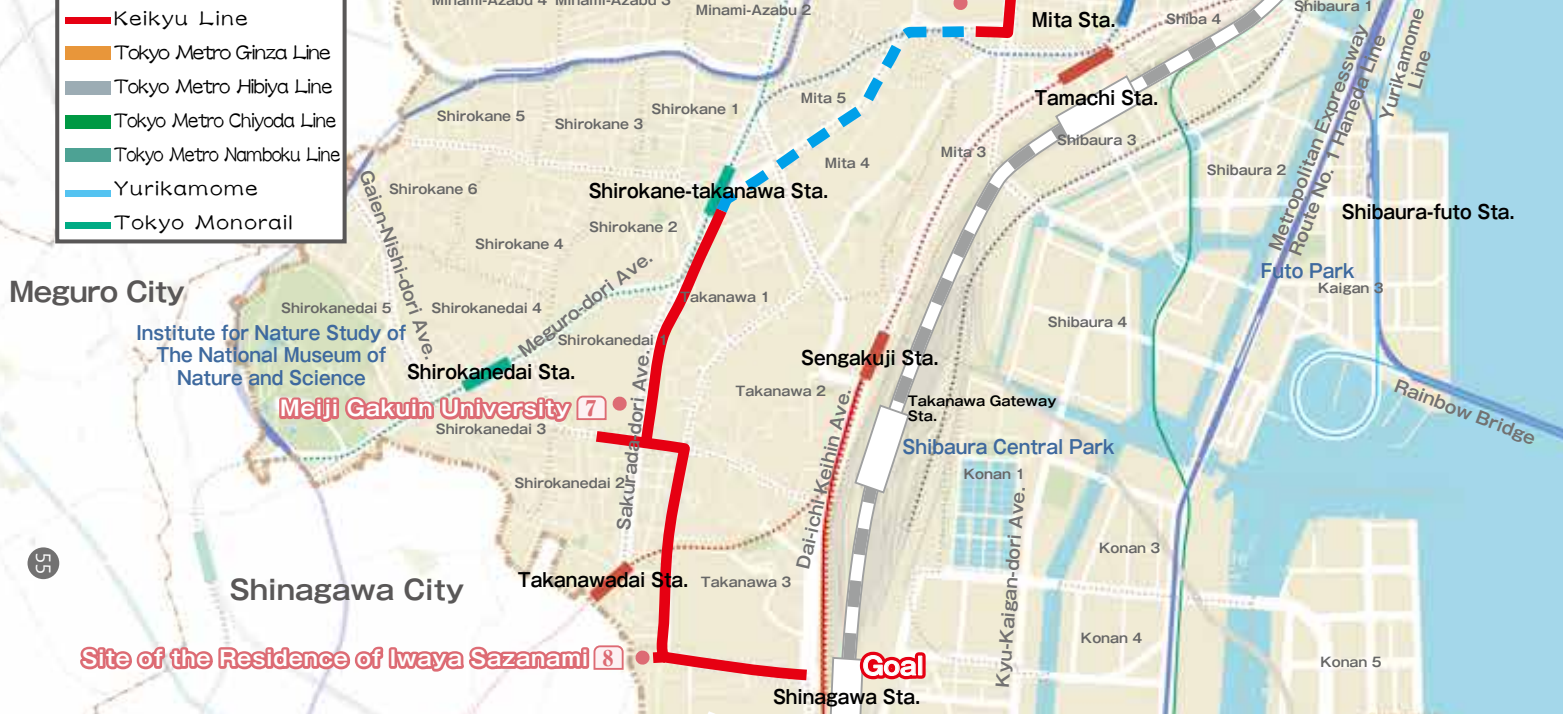 Minami-Azabu 4
Minami-Azabu 3
Minami-Azabu 2
Mita Sta.
Shiba 4
Shibaura 1
Keikyu Line
Tokyo Metro Ginza Line
Tokyo Metro Hibiya Line
Tokyo Metro Chiyoda Line
Tokyo Metro Namboku Line
Yurikamome
Tokyo Monorail
Shirokane 5
Shirokane 3
Shirokane 1
Mita 5
Tamachi Sta.
Metropolitan Expressway
Route No. 1 Haneda Line
Yurikamome
Line
Shibaura 3
Mita 3
Mita 4
Shibaura 2
Shirokane 6
Gaien-Nishi-dori Ave.
Shirokane-takanawa Sta.
Shibaura-futo Sta.
Shirokane 2
Shirokane 4
Meguro-dori Ave.
Futo Park
Kaigan 3
Meguro City
Takanawa 1
Shirokanedai 5
Shirokanedai 4
Shibaura 4
Institute for Nature Study of
The National Museum of
Nature and Science
Shirokanedai 1
Shirokanedai Sta.
Sengakuji Sta.
Takanawa 2
Sakurada-dori Ave.
Dai-ichi Keihin Ave.
Takanawa Gateway
Sta.
Rainbow Bridge
Meiji Gakuin University 7
Shirokanedai 3
Shibaura Central Park
Konan 1
Shirokanedai 2
Kyu-Kaigan-dori Ave.
Konan 3
55
Shinagawa City
Takanawadai Sta.
Takanawa 3
Konan 4
Site of the Residence of Iwaya Sazanami 8
Goal
Konan 5
Shinagawa Sta.